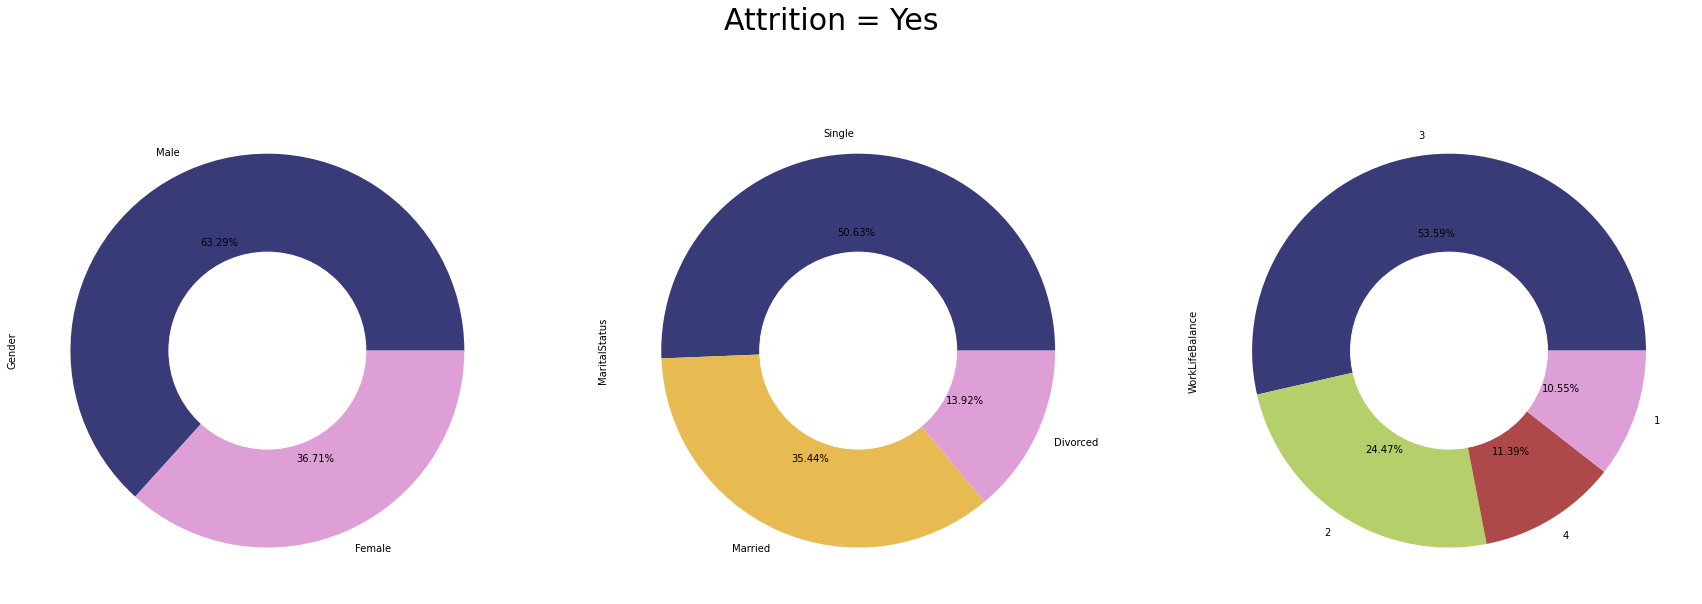 Attrition = Yes
Gender
Male
63.29%
36.71%
Female
MaritalStatus
Single
50.63%
35.44%
Married
13.92%
Divorced
WorkLifeBalance
3
53.59%
24.47%
2
11.39%
4
10.55%
1